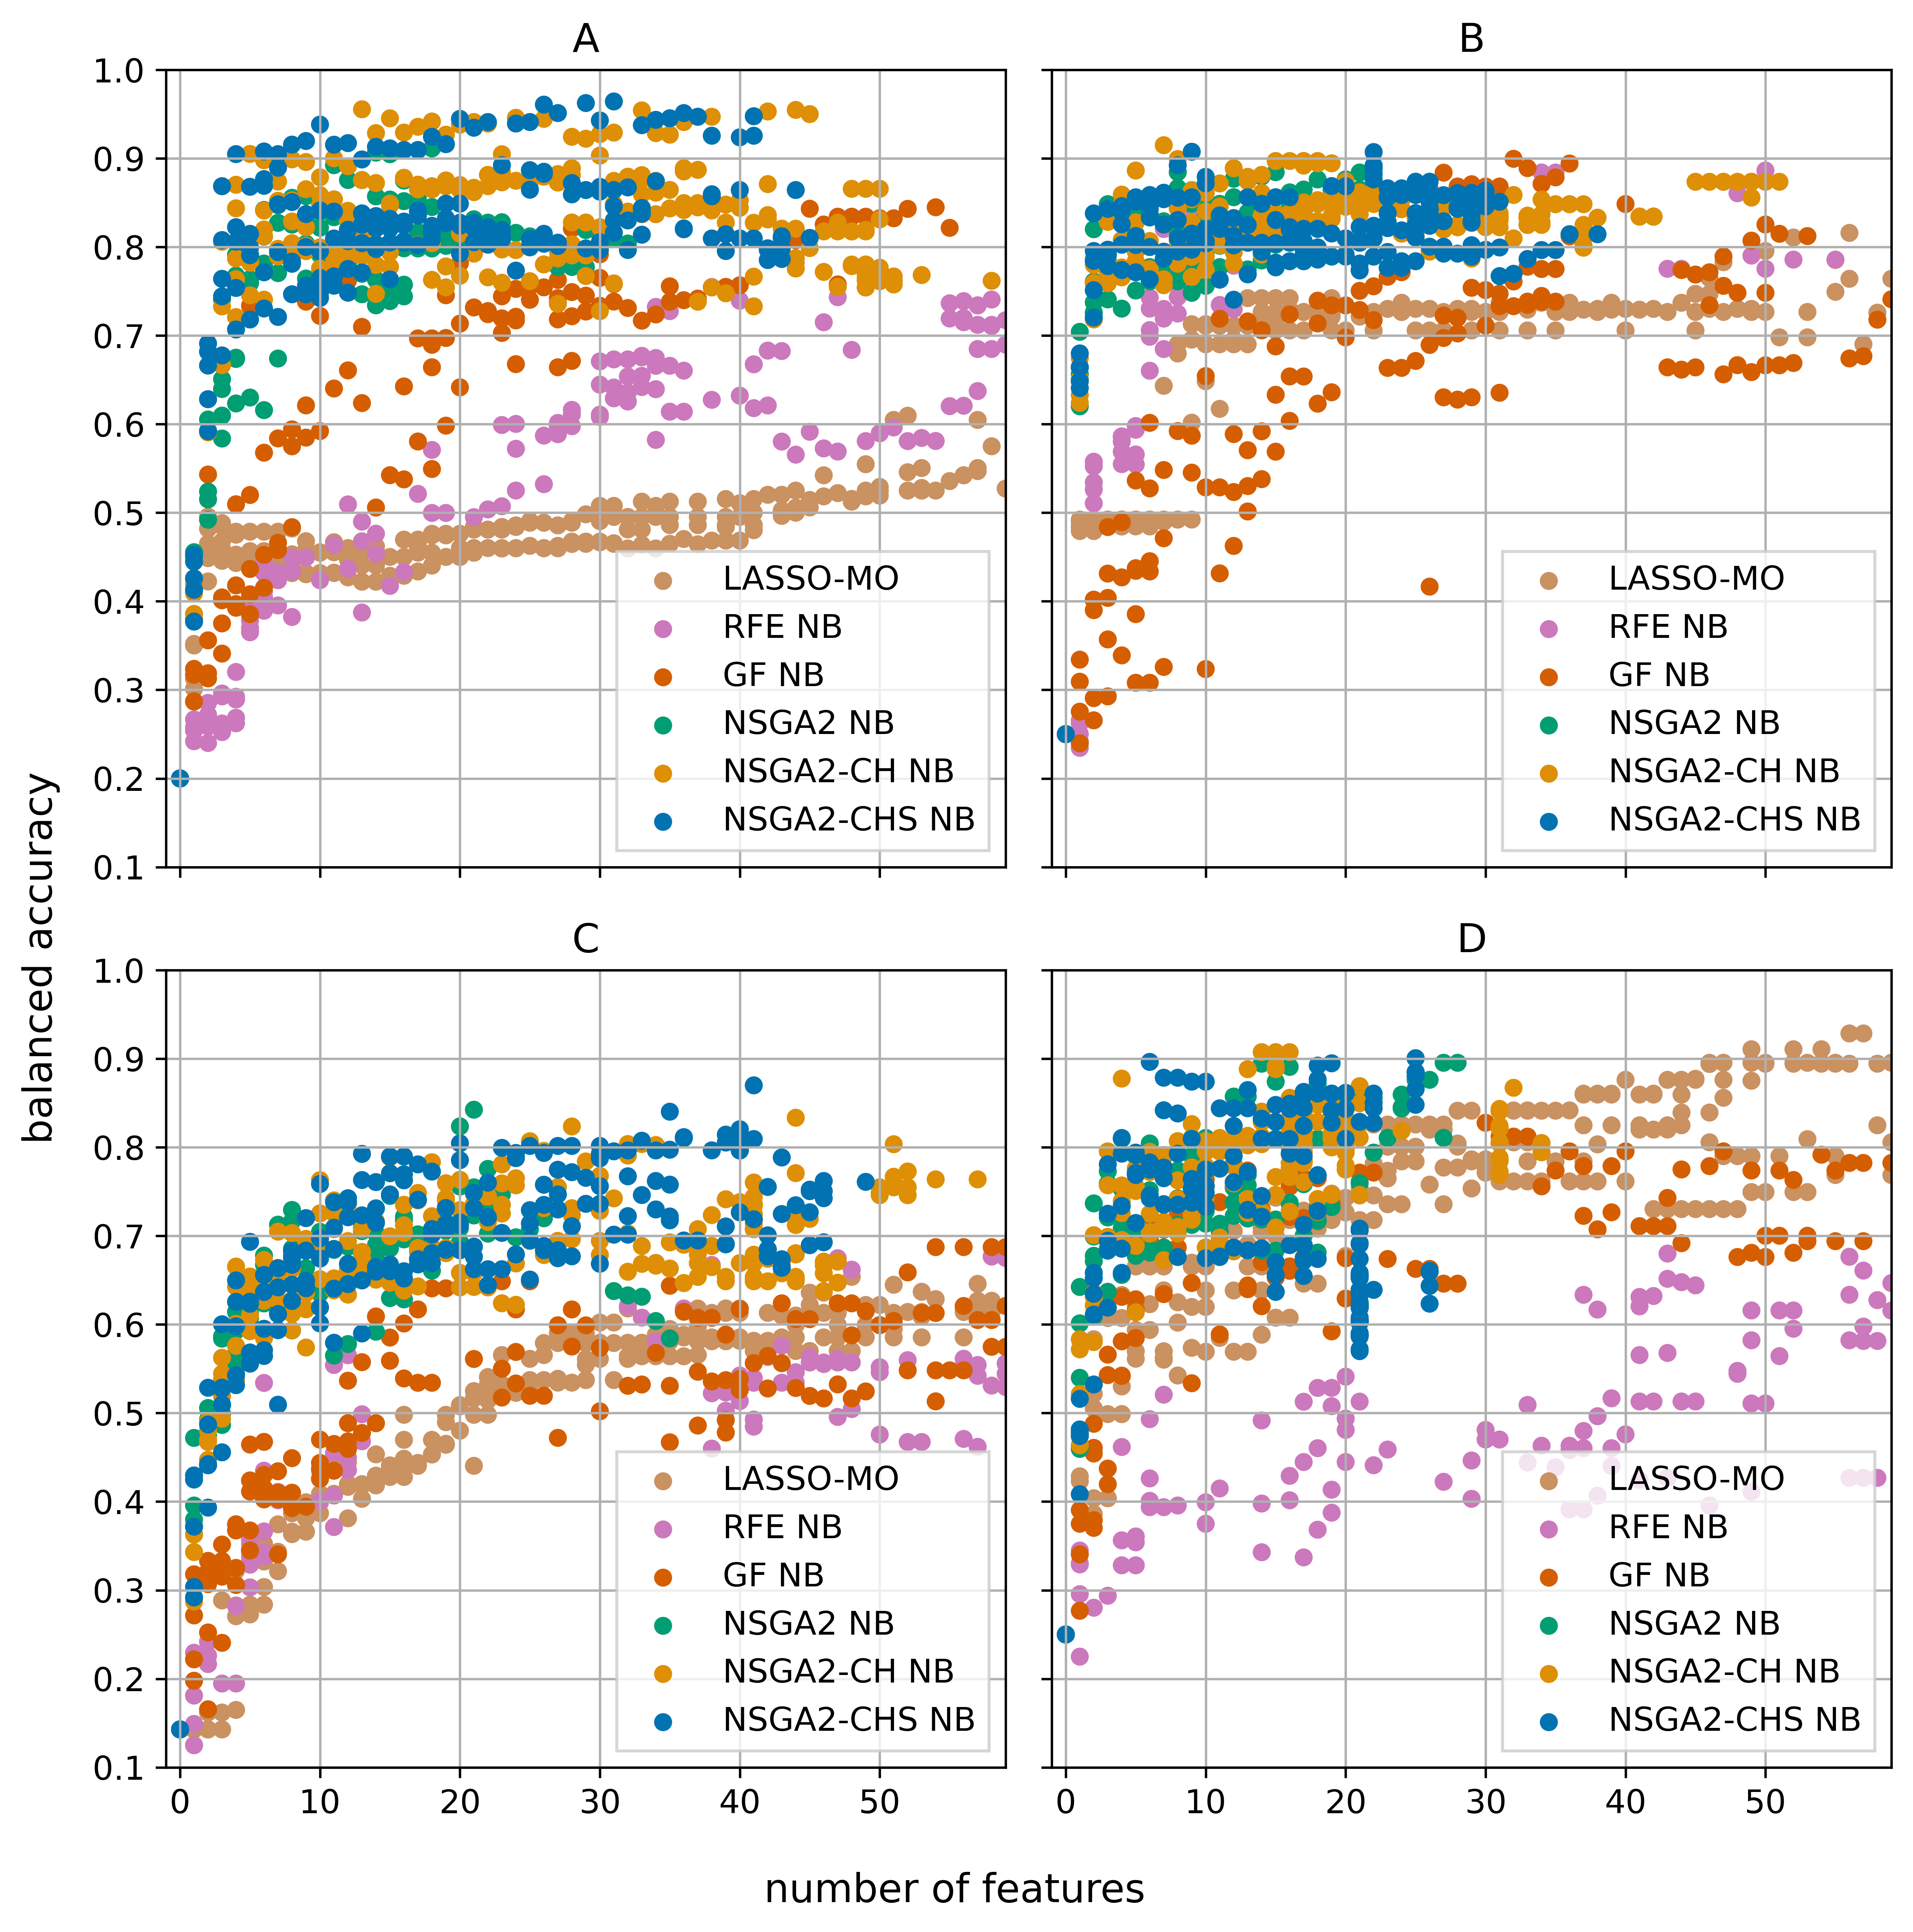 A
B
1.0
0.9
0.8
0.7
0.6
0.5
0.4
0.3
0.2
0.1
LASSO-MO
RFE NB
GF NB
NSGA2 NB
NSGA2-CH NB
NSGA2-CHS NB
LASSO-MO
RFE NB
GF NB
NSGA2 NB
NSGA2-CH NB
NSGA2-CHS NB
balanced accuracy
C
D
1.0
0.9
0.8
0.7
0.6
0.5
0.4
0.3
0.2
0.1
LASSO-MO
RFE NB
GF NB
NSGA2 NB
NSGA2-CH NB
NSGA2-CHS NB
LASSO-MO
RFE NB
GF NB
NSGA2 NB
NSGA2-CH NB
NSGA2-CHS NB
0 10 20 30 40 50
0 10 20 30 40 50
number of features